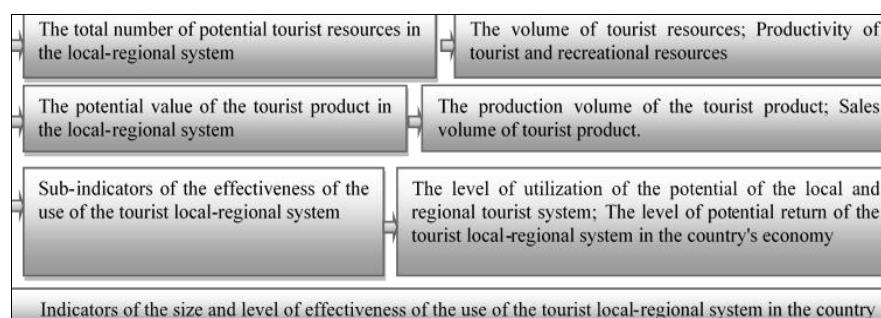 The total number of potential tourist resources in
the local-regional system
The volume of tourist resources; Productivity of
tourist and recreational resources
The potential value of the tourist product in
the local-regional system
The production volume of the tourist product; Sales
volume of tourist product.
Sub-indicators of the effectiveness of the
use of the tourist local-regional system
The level of utilization of the potential of the local and
regional tourist system; The level of potential return of the
tourist local-regional system in the country's economy
Indicators of the size and level of effectiveness of the use of the tourist local-regional system in the country